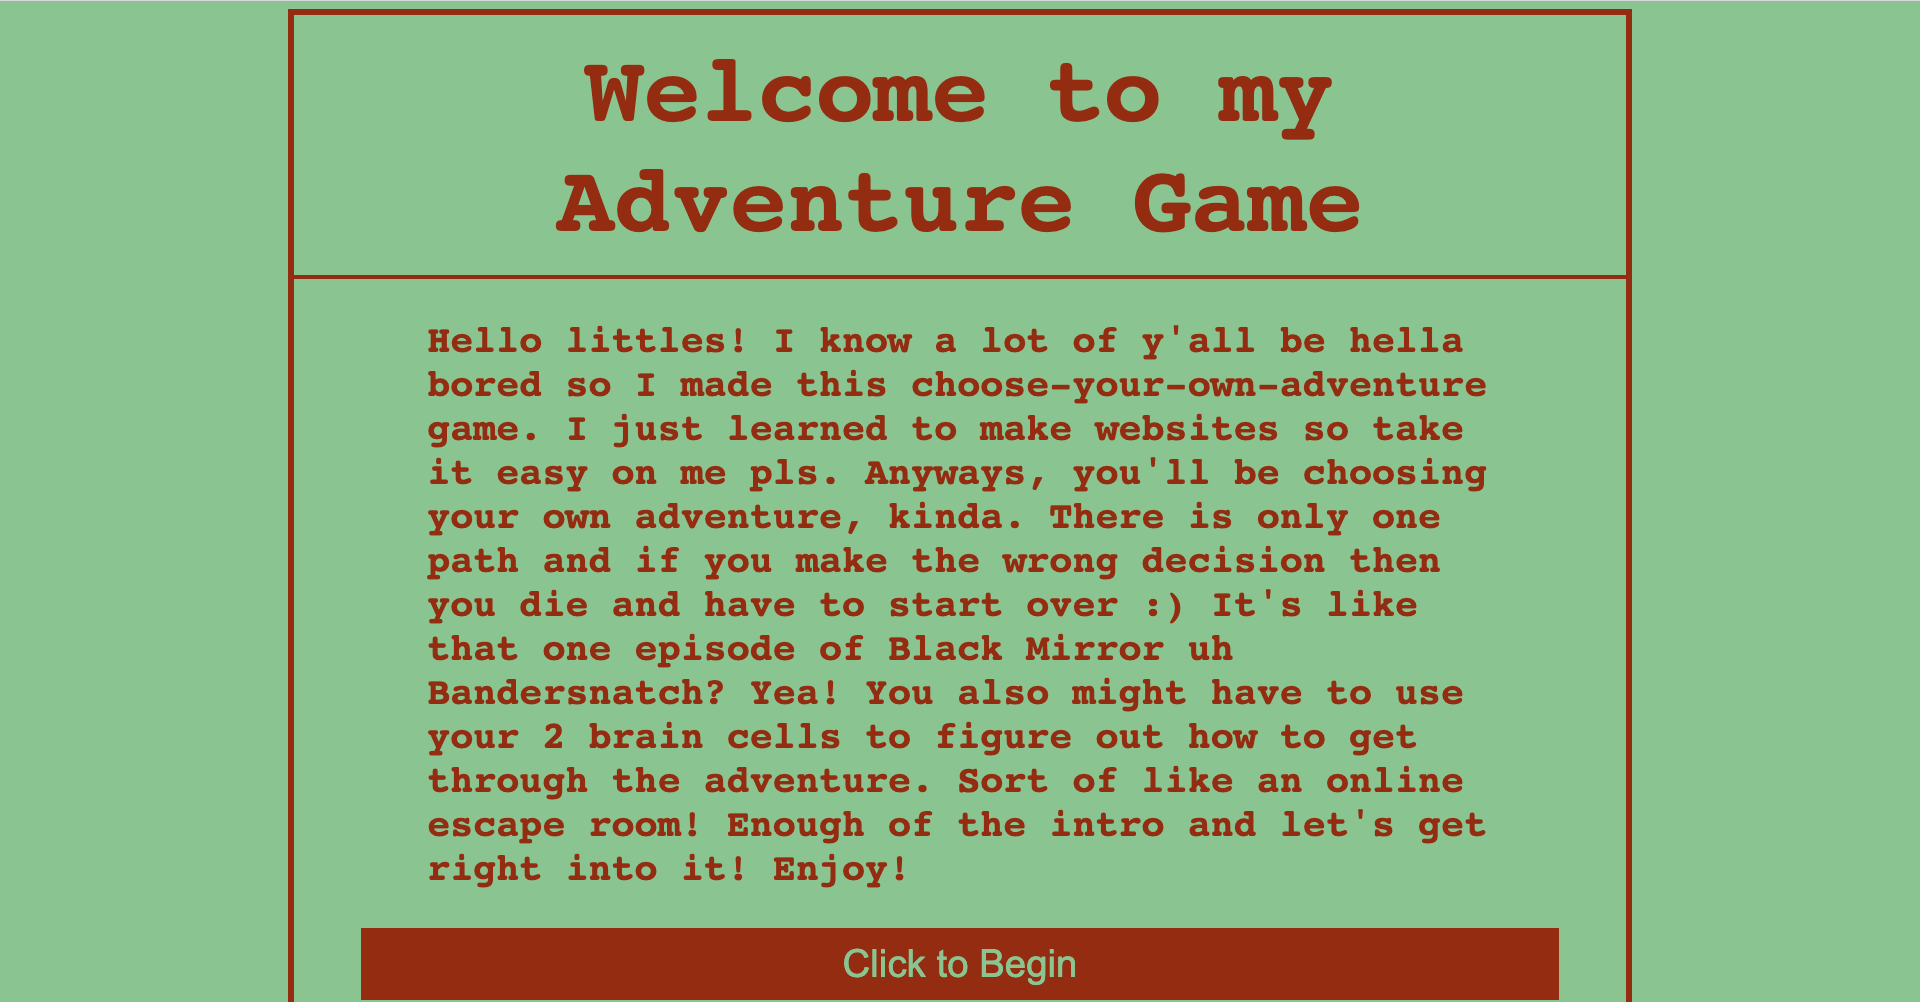 Welcome to my
Adventure Game
Hello littles! I know a lot of y'all be hella
bored so I made this choose-your-own-adventure
game. I just learned to make websites so take
it easy on me pls. Anyways, you'll be choosing
your own adventure, kinda. There is only one
path and if you make the wrong decision then
you die and have to start over :) It's like
that one episode of Black Mirror uh
Bandersnatch? Yea! You also might have to use
your 2 brain cells to figure out how to get
through the adventure. Sort of like an online
escape room! Enough of the intro and let's get
right into it! Enjoy!
Click to Begin